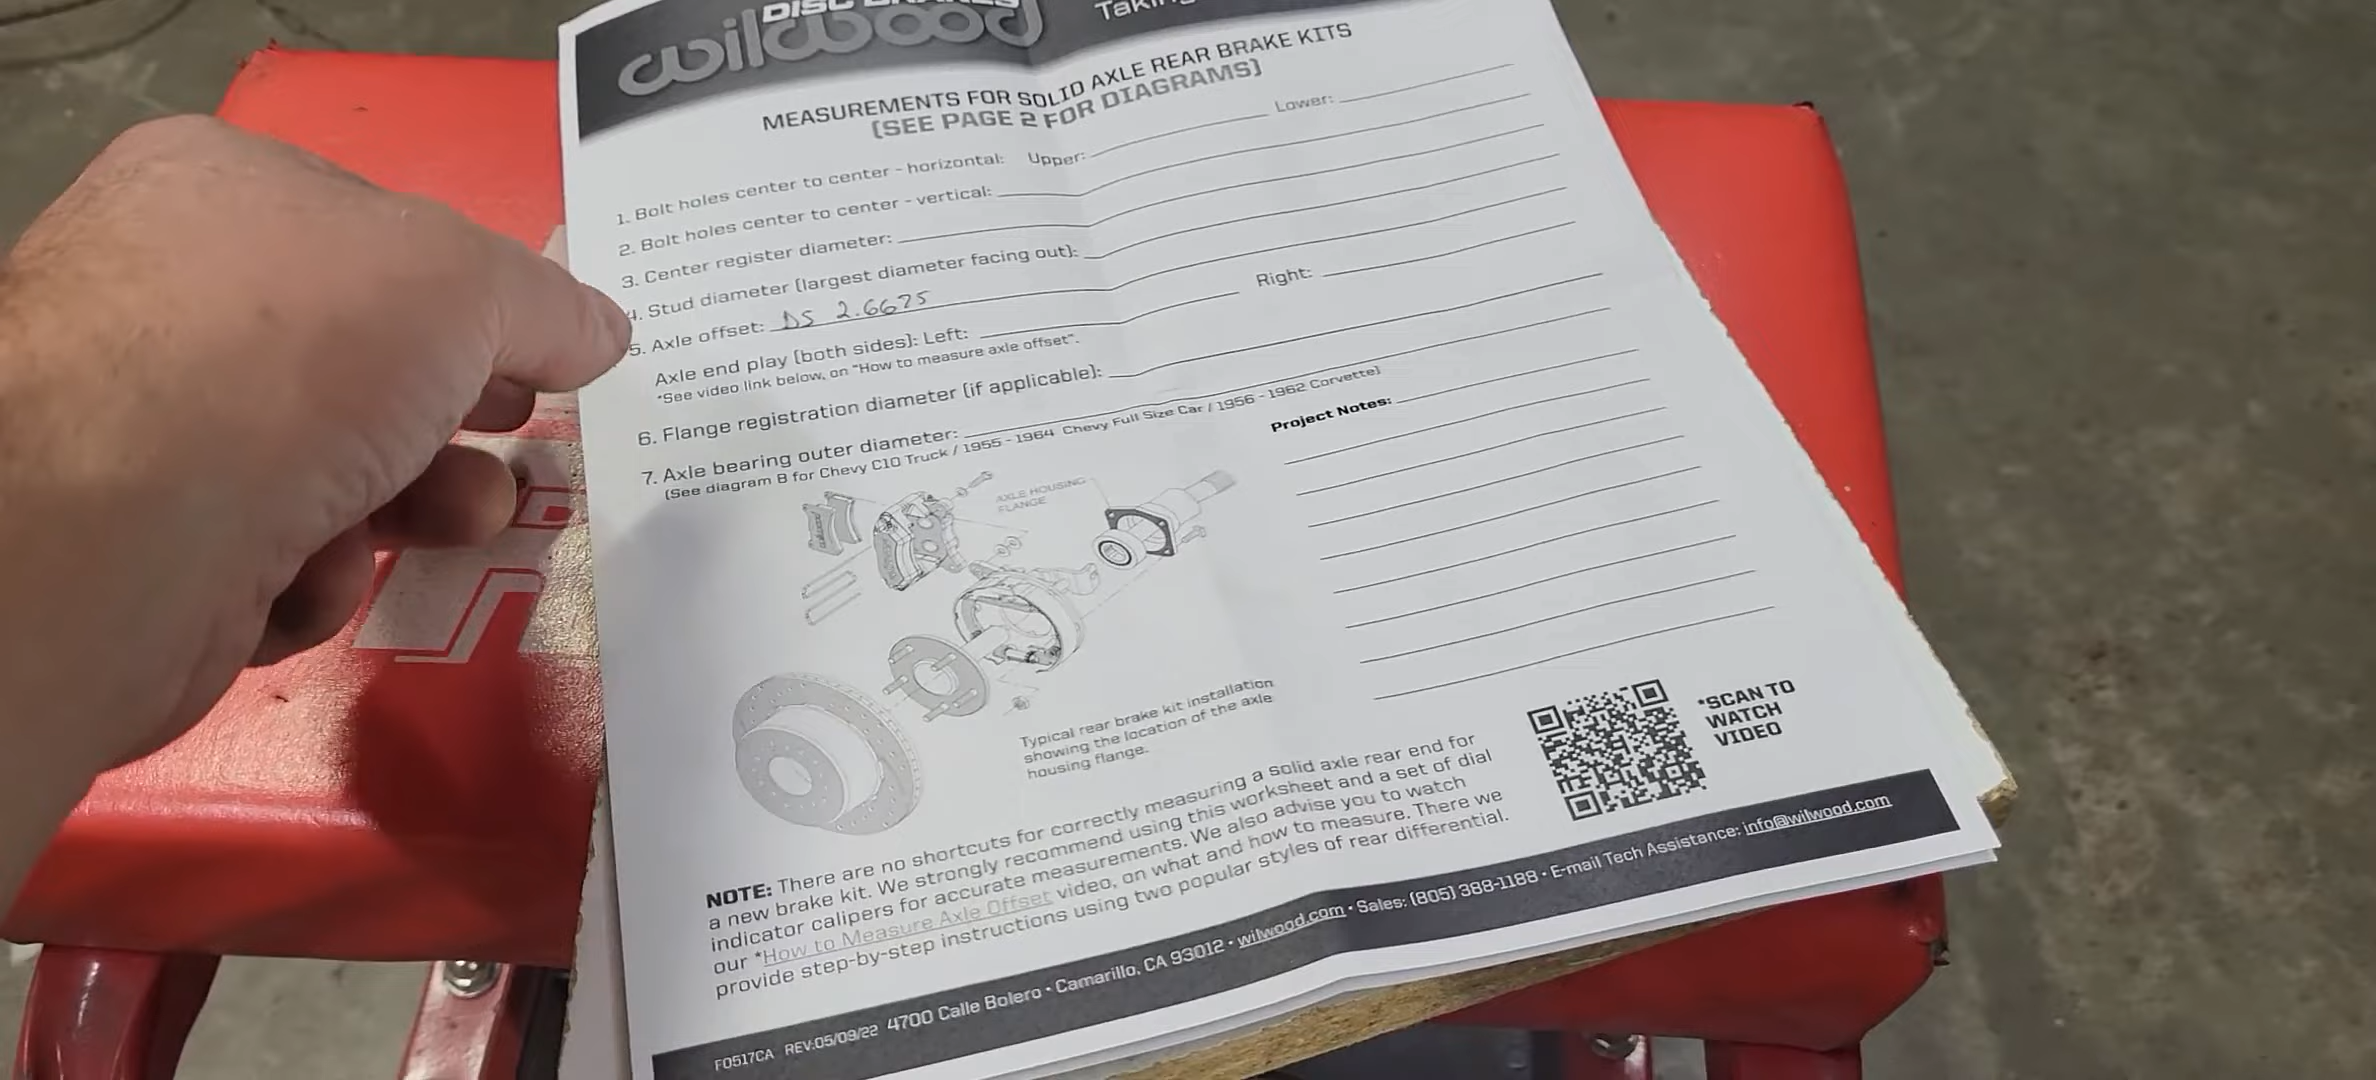 DISC BRAKES
wilwood
MEASUREMENTS FOR SOLID AXLE REAR BRAKE KITS
(SEE PAGE 2 FOR DIAGRAMS)
1. Bolt holes center to center - horizontal: Upper: Lower:
2. Bolt holes center to center - vertical:
3. Center register diameter:
4. Stud diameter (largest diameter facing out):
5. Axle offset: DS 2.6675
Axle end play (both sides): Left: Right:
*See video link below, on "How to measure axle offset".
6. Flange registration diameter (if applicable):
7. Axle bearing outer diameter:
(See diagram B for Chevy C10 Truck / 1955 - 1964 Chevy Full Size Car / 1956 - 1962 Corvette)
Project Notes:
AXLE HOUSING
FLANGE
Typical rear brake kit installation
showing the location of the axle
housing flange.
*SCAN TO
WATCH
VIDEO
NOTE: There are no shortcuts for correctly measuring a solid axle rear end for
a new brake kit. We strongly recommend using this worksheet and a set of dial
indicator calipers for accurate measurements. We also advise you to watch
our *How to Measure Axle Offset video, on what and how to measure. There we
provide step-by-step instructions using two popular styles of rear differential.
F0517CA REV:05/09/22 4700 Calle Bolero • Camarillo, CA 93012 • wilwood.com • Sales: (805) 388-1188 • E-mail Tech Assistance: info@wilwood.com